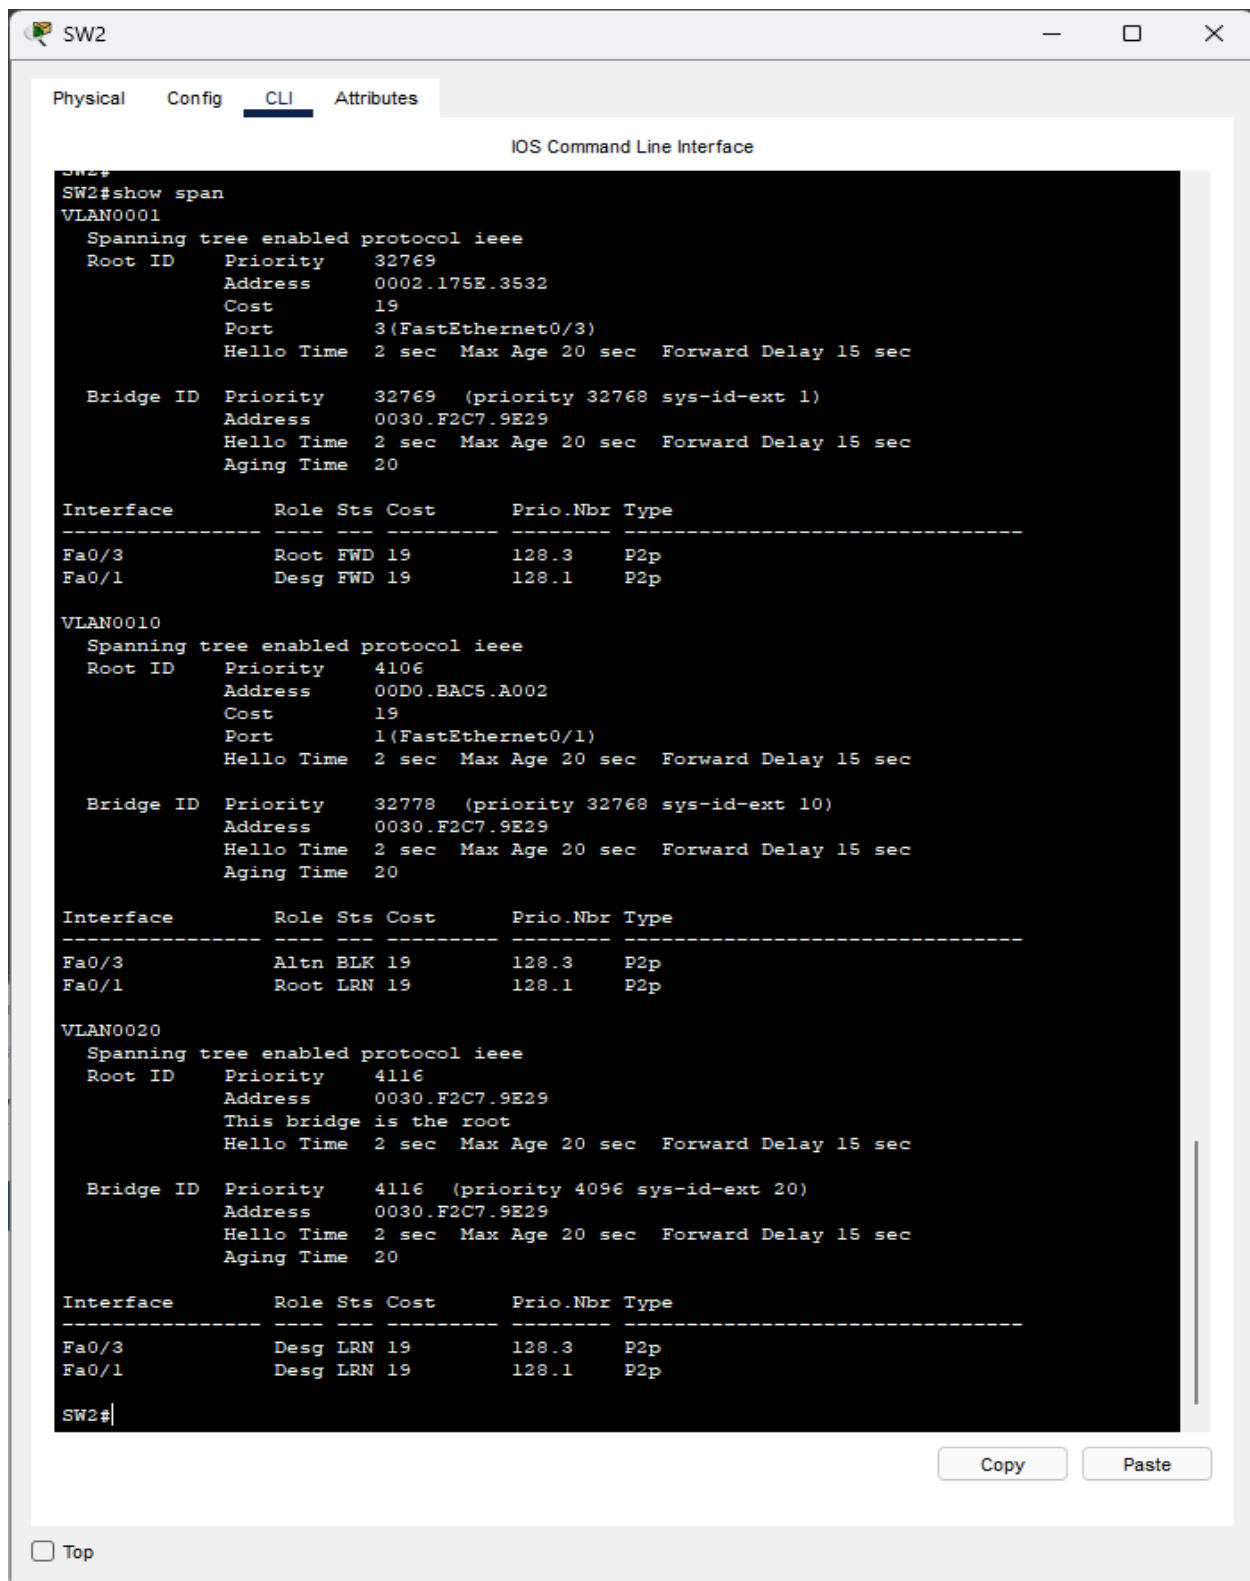 SW2
Physical Config CLI Attributes
IOS Command Line Interface
SW2#
SW2#show span
VLAN0001
  Spanning tree enabled protocol ieee
  Root ID    Priority    32769
             Address     0002.175E.3532
             Cost        19
             Port        3(FastEthernet0/3)
             Hello Time  2 sec  Max Age 20 sec  Forward Delay 15 sec

  Bridge ID  Priority    32769  (priority 32768 sys-id-ext 1)
             Address     0030.F2C7.9E29
             Hello Time  2 sec  Max Age 20 sec  Forward Delay 15 sec
             Aging Time  20

Interface        Role Sts Cost      Prio.Nbr Type
---------------- ---- --- --------- -------- --------------------------------
Fa0/3            Root FWD 19        128.3    P2p
Fa0/1            Desg FWD 19        128.1    P2p

VLAN0010
  Spanning tree enabled protocol ieee
  Root ID    Priority    4106
             Address     00D0.BAC5.A002
             Cost        19
             Port        1(FastEthernet0/1)
             Hello Time  2 sec  Max Age 20 sec  Forward Delay 15 sec

  Bridge ID  Priority    32778  (priority 32768 sys-id-ext 10)
             Address     0030.F2C7.9E29
             Hello Time  2 sec  Max Age 20 sec  Forward Delay 15 sec
             Aging Time  20

Interface        Role Sts Cost      Prio.Nbr Type
---------------- ---- --- --------- -------- --------------------------------
Fa0/3            Altn BLK 19        128.3    P2p
Fa0/1            Root LRN 19        128.1    P2p

VLAN0020
  Spanning tree enabled protocol ieee
  Root ID    Priority    4116
             Address     0030.F2C7.9E29
             This bridge is the root
             Hello Time  2 sec  Max Age 20 sec  Forward Delay 15 sec

  Bridge ID  Priority    4116  (priority 4096 sys-id-ext 20)
             Address     0030.F2C7.9E29
             Hello Time  2 sec  Max Age 20 sec  Forward Delay 15 sec
             Aging Time  20

Interface        Role Sts Cost      Prio.Nbr Type
---------------- ---- --- --------- -------- --------------------------------
Fa0/3            Desg LRN 19        128.3    P2p
Fa0/1            Desg LRN 19        128.1    P2p

SW2#
Copy Paste
Top